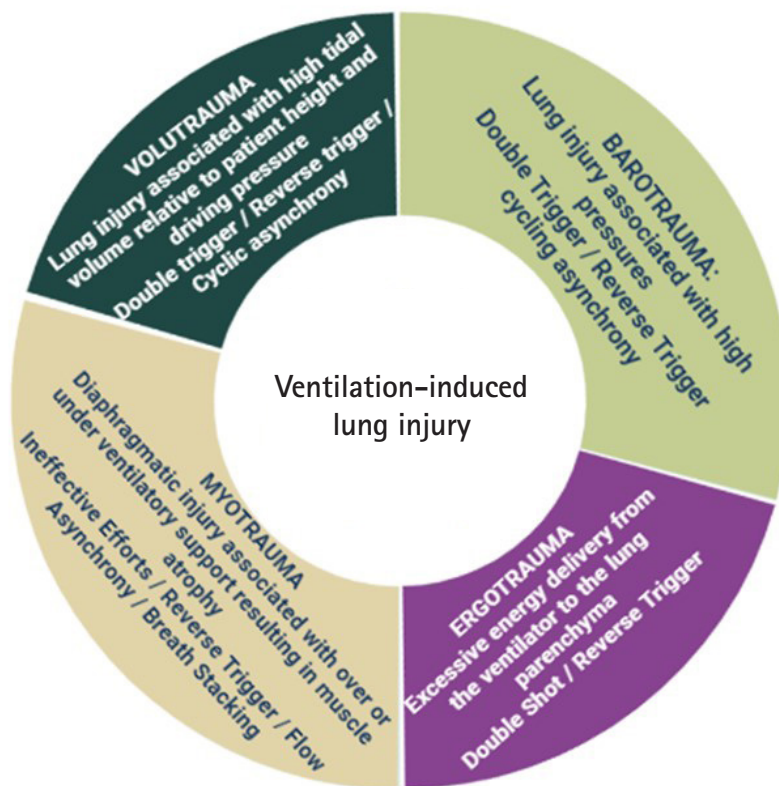 VOLUTRAUMA
Lung injury associated with high tidal
volume relative to patient height and
driving pressure
Double trigger / Reverse trigger /
Cyclic asynchrony
BAROTRAUMA:
Lung injury associated with high
pressures
Double Trigger / Reverse Trigger
cycling asynchrony
Ventilation-induced
lung injury
MYOTRAUMA
Diaphragmatic injury associated with over or
under ventilatory support resulting in muscle
atrophy
Ineffective Efforts / Reverse Trigger / Flow
Asynchrony / Breath Stacking
ERGOTRAUMA
Excessive energy delivery from
the ventilator to the lung
parenchyma
Double Shot / Reverse Trigger